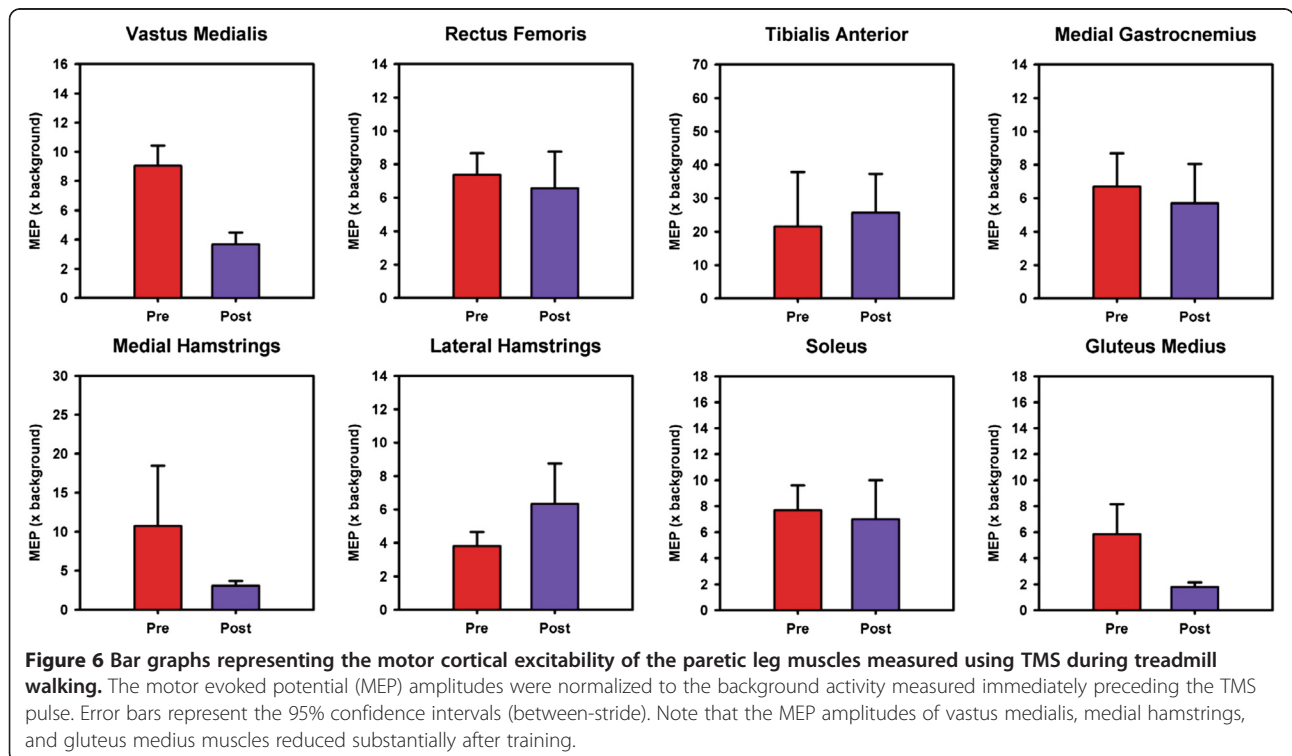 Vastus Medialis
MEP (x background)
16
14
12
10
8
6
4
2
0
Pre Post
Rectus Femoris
MEP (x background)
14
12
10
8
6
4
2
0
Pre Post
Tibialis Anterior
MEP (x background)
70
60
50
40
30
20
10
0
Pre Post
Medial Gastrocnemius
MEP (x background)
14
12
10
8
6
4
2
0
Pre Post
Medial Hamstrings
MEP (x background)
30
25
20
15
10
5
0
Pre Post
Lateral Hamstrings
MEP (x background)
14
12
10
8
6
4
2
0
Pre Post
Soleus
MEP (x background)
18
16
14
12
10
8
6
4
2
0
Pre Post
Gluteus Medius
MEP (x background)
18
16
14
12
10
8
6
4
2
0
Pre Post
Figure 6 Bar graphs representing the motor cortical excitability of the paretic leg muscles measured using TMS during treadmill
walking. The motor evoked potential (MEP) amplitudes were normalized to the background activity measured immediately preceding the TMS
pulse. Error bars represent the 95% confidence intervals (between-stride). Note that the MEP amplitudes of vastus medialis, medial hamstrings,
and gluteus medius muscles reduced substantially after training.